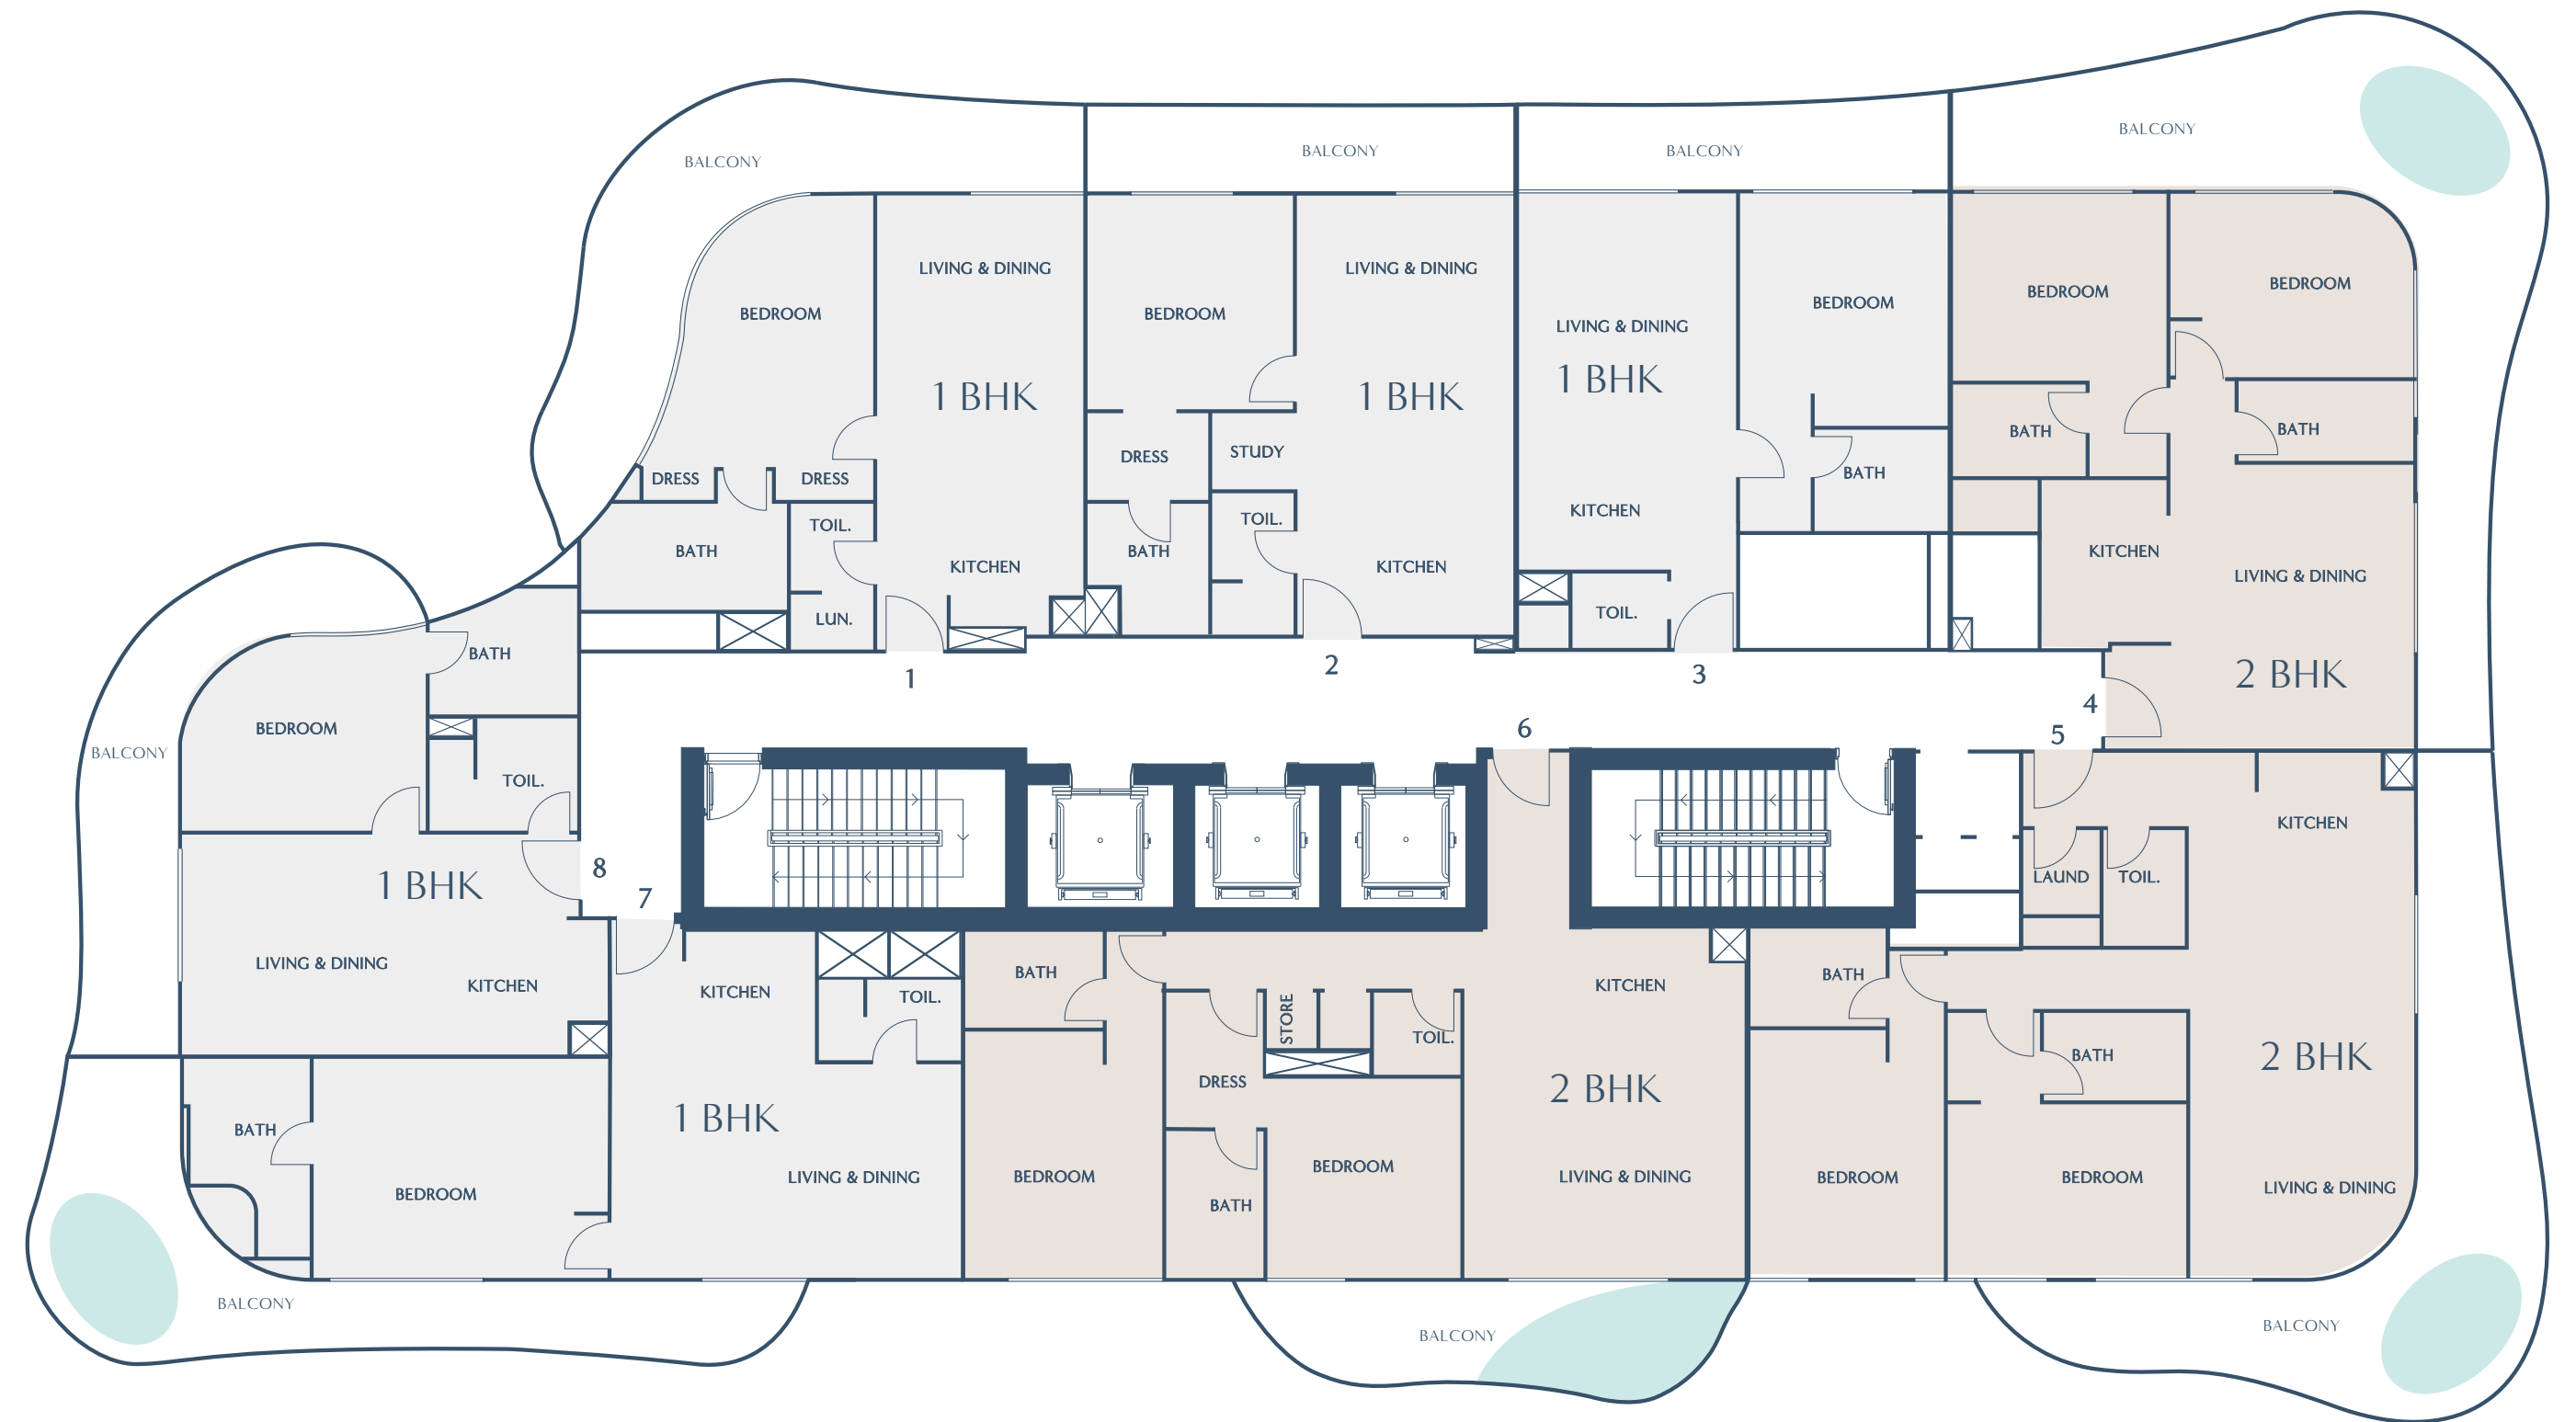 BALCONY
BALCONY
BALCONY
BALCONY
LIVING & DINING
BEDROOM
1 BHK
DRESS
DRESS
TOIL.
BATH
LUN.
KITCHEN
1
LIVING & DINING
BEDROOM
1 BHK
DRESS
STUDY
TOIL.
BATH
KITCHEN
2
LIVING & DINING
BEDROOM
1 BHK
BATH
KITCHEN
TOIL.
3
BEDROOM
BEDROOM
BATH
BATH
KITCHEN
LIVING & DINING
2 BHK
4
5
6
BATH
BEDROOM
BALCONY
TOIL.
1 BHK
8
7
LIVING & DINING
KITCHEN
KITCHEN
TOIL.
BATH
BEDROOM
1 BHK
LIVING & DINING
BALCONY
BATH
STORE
TOIL.
KITCHEN
DRESS
2 BHK
BEDROOM
BEDROOM
BATH
LIVING & DINING
BALCONY
KITCHEN
LAUND
TOIL.
BATH
BATH
2 BHK
BEDROOM
BEDROOM
LIVING & DINING
BALCONY